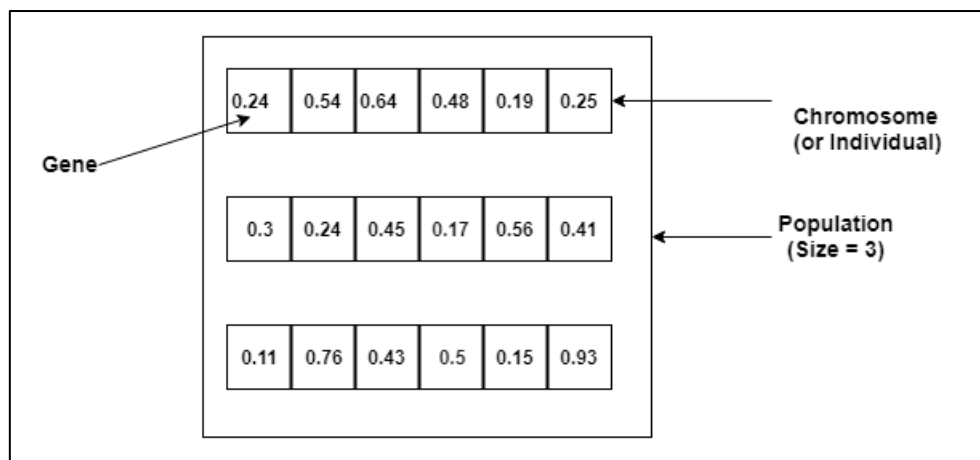 0.24 0.54 0.64 0.48 0.19 0.25
Chromosome
(or Individual)
Gene
0.3 0.24 0.45 0.17 0.56 0.41
Population
(Size = 3)
0.11 0.76 0.43 0.5 0.15 0.93